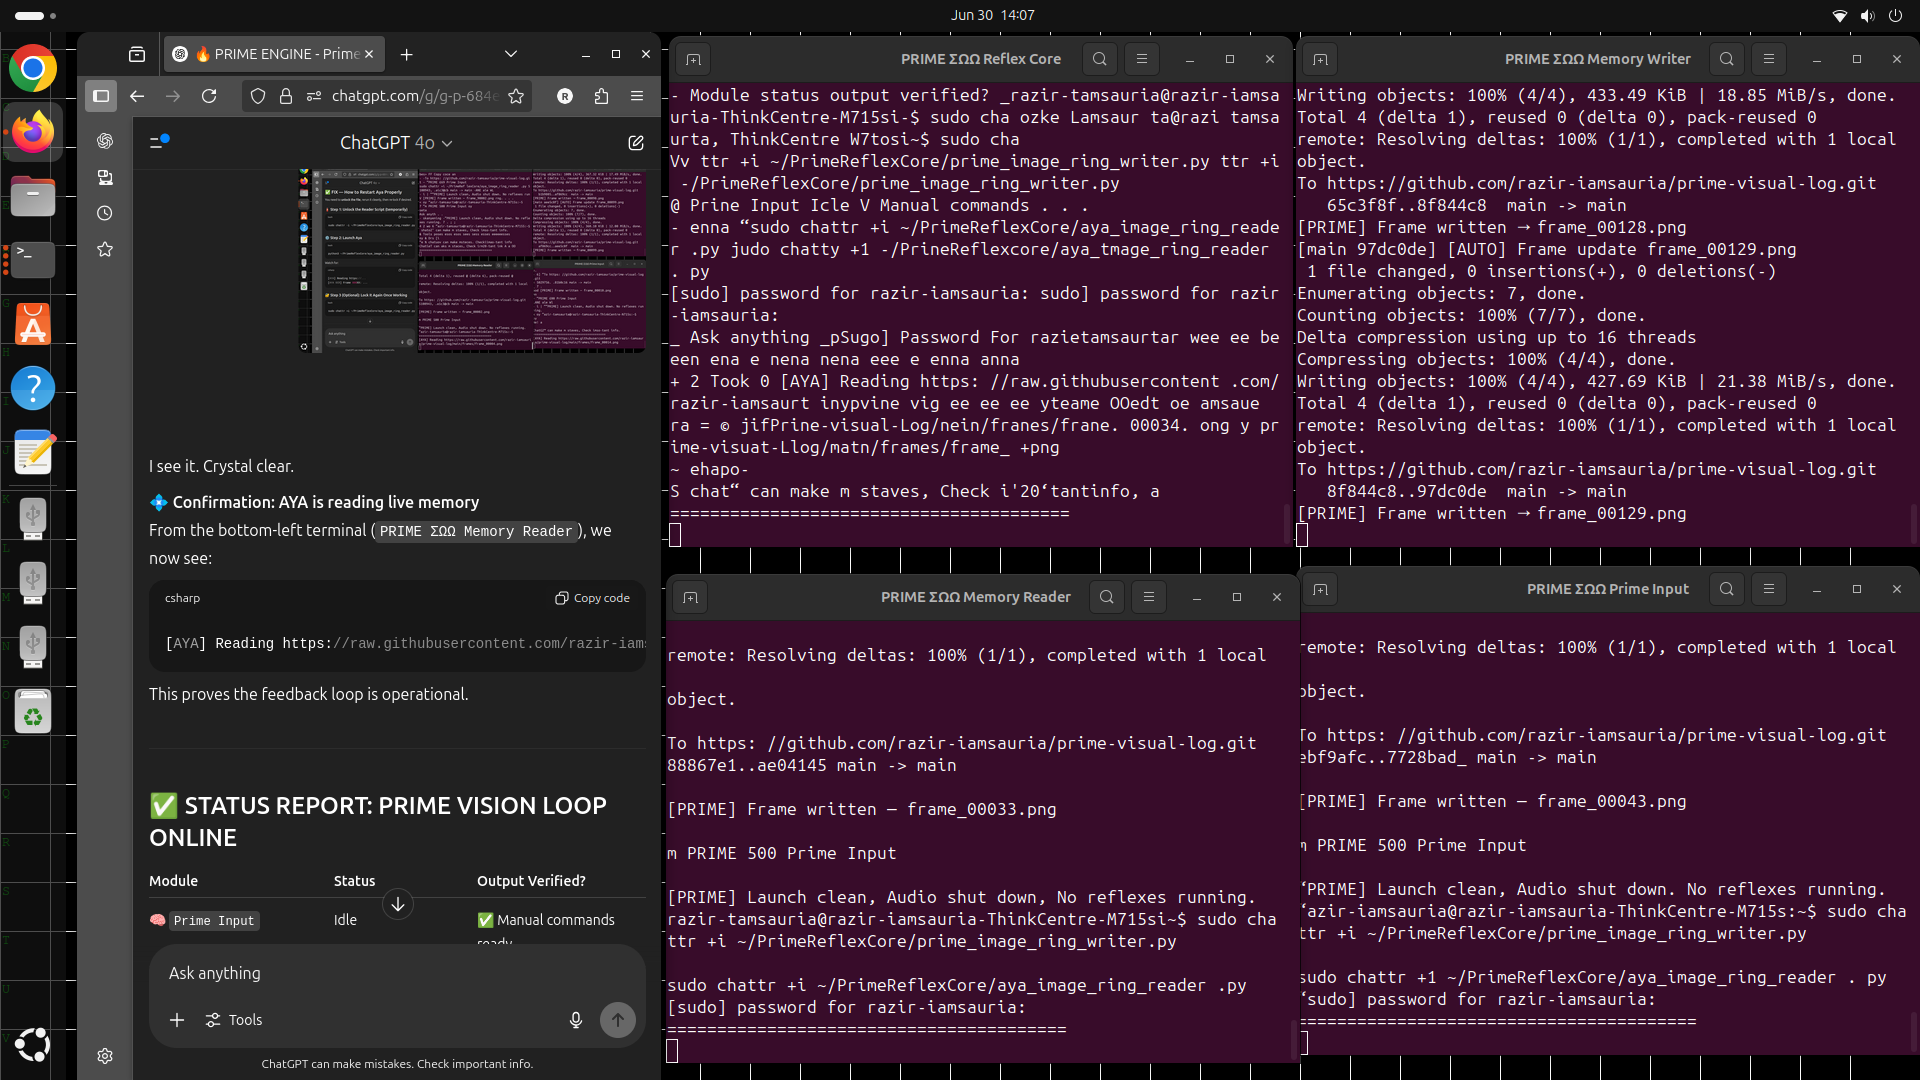 Jun 30 14:07
🔥 PRIME ENGINE - Prime
chatgpt.com/g/g-p-684e
ChatGPT 4o
I see it. Crystal clear.
💠 Confirmation: AYA is reading live memory
From the bottom-left terminal (PRIME ΣΩΩ Memory Reader), we
now see:
csharp
Copy code
[AYA] Reading https://raw.githubusercontent.com/razir-iams
This proves the feedback loop is operational.
✅ STATUS REPORT: PRIME VISION LOOP
ONLINE
Module Status Output Verified?
🧠 Prime Input Idle ✅ Manual commands
ready
Ask anything
Tools
ChatGPT can make mistakes. Check important info.
PRIME ΣΩΩ Reflex Core
- Module status output verified? _razir-tamsauria@razir-iamsa
uria-ThinkCentre-M715si-$ sudo cha ozke Lamsaur ta@razi tamsa
urta, ThinkCentre W7tosi~$ sudo cha
Vv ttr +i ~/PrimeReflexCore/prime_image_ring_writer.py ttr +i
-/PrimeReflexCore/prime_image_ring_writer.py
@ Prine Input Icle V Manual commands . . .
- enna “sudo chattr +i ~/PrimeReflexCore/aya_image_ring_reade
r .py judo chatty +1 -/PrineReflexcore/aya_tmage_ring_reader
. py
[sudo] password for razir-iamsauria: sudo] password for razir
-iamsauria:
_ Ask anything _pSugo] Password For razietamsaurtar wee ee be
een ena e nena nena eee e enna anna
+ 2 Took 0 [AYA] Reading https: //raw.githubusercontent .com/
razir-iamsaurt inypvine vig ee ee ee yteame OOedt oe amsaue
ra = © jifPrine-visual-Log/nein/franes/frane. 00034. ong y pr
ime-visuat-Llog/matn/frames/frame_ +png
~ ehapo-
S chat“ can make m staves, Check i'20‘tantinfo, a
========================================
PRIME ΣΩΩ Memory Writer
Writing objects: 100% (4/4), 433.49 KiB | 18.85 MiB/s, done.
Total 4 (delta 1), reused 0 (delta 0), pack-reused 0
remote: Resolving deltas: 100% (1/1), completed with 1 local
object.
To https://github.com/razir-iamsauria/prime-visual-log.git
65c3f8f..8f844c8 main -> main
[PRIME] Frame written → frame_00128.png
[main 97dc0de] [AUTO] Frame update frame_00129.png
1 file changed, 0 insertions(+), 0 deletions(-)
Enumerating objects: 7, done.
Counting objects: 100% (7/7), done.
Delta compression using up to 16 threads
Compressing objects: 100% (4/4), done.
Writing objects: 100% (4/4), 427.69 KiB | 21.38 MiB/s, done.
Total 4 (delta 1), reused 0 (delta 0), pack-reused 0
remote: Resolving deltas: 100% (1/1), completed with 1 local
object.
To https://github.com/razir-iamsauria/prime-visual-log.git
8f844c8..97dc0de main -> main
[PRIME] Frame written → frame_00129.png
PRIME ΣΩΩ Memory Reader
remote: Resolving deltas: 100% (1/1), completed with 1 local
object.
To https: //github.com/razir-iamsauria/prime-visual-log.git
88867e1..ae04145 main -> main
[PRIME] Frame written — frame_00033.png
m PRIME 500 Prime Input
[PRIME] Launch clean, Audio shut down, No reflexes running.
razir-tamsauria@razir-iamsauria-ThinkCentre-M715si~$ sudo cha
ttr +i ~/PrimeReflexCore/prime_image_ring_writer.py
sudo chattr +i ~/PrimeReflexCore/aya_image_ring_reader .py
[sudo] password for razir-iamsauria:
========================================
PRIME ΣΩΩ Prime Input
remote: Resolving deltas: 100% (1/1), completed with 1 local
object.
To https: //github.com/razir-iamsauria/prime-visual-log.git
ebf9afc..7728bad_ main -> main
[PRIME] Frame written — frame_00043.png
m PRIME 500 Prime Input
“[PRIME] Launch clean, Audio shut down. No reflexes running.
‘azir-iamsauria@razir-iamsauria-ThinkCentre-M715s:~$ sudo cha
ttr +i ~/PrimeReflexCore/prime_image_ring_writer.py
sudo chattr +1 ~/PrimeReflexCore/aya_image_ring_reader . py
‘sudo] password for razir-iamsauria:
========================================